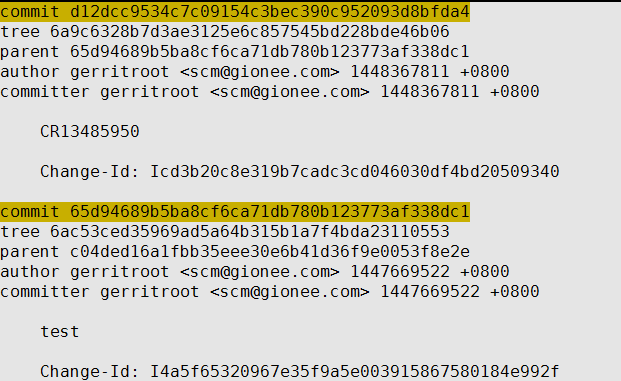 commit d12dcc9534c7c09154c3bec390c952093d8bfda4
tree 6a9c6328b7d3ae3125e6c857545bd228bde46b06
parent 65d94689b5ba8cf6ca71db780b123773af338dc1
author gerritroot <scm@gionee.com> 1448367811 +0800
committer gerritroot <scm@gionee.com> 1448367811 +0800
CR13485950
Change-Id: Icd3b20c8e319b7cadc3cd046030df4bd20509340
commit 65d94689b5ba8cf6ca71db780b123773af338dc1
tree 6ac53ced35969ad5a64b315b1a7f4bda23110553
parent c04ded16a1fbb35eee30e6b41d36f9e0053f8e2e
author gerritroot <scm@gionee.com> 1447669522 +0800
committer gerritroot <scm@gionee.com> 1447669522 +0800
test
Change-Id: I4a5f65320967e35f9a5e003915867580184e992f